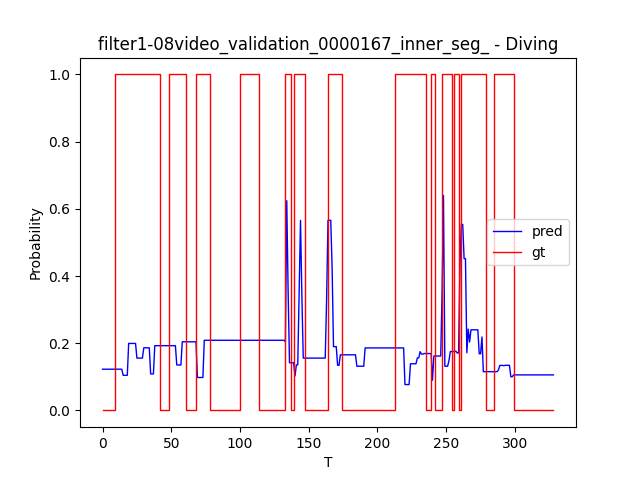 filter1-08video_validation_0000167_inner_seg_ - Diving
1.0
0.8
0.6
0.4
0.2
0.0
Probability
pred
gt
0 50 100 150 200 250 300
T